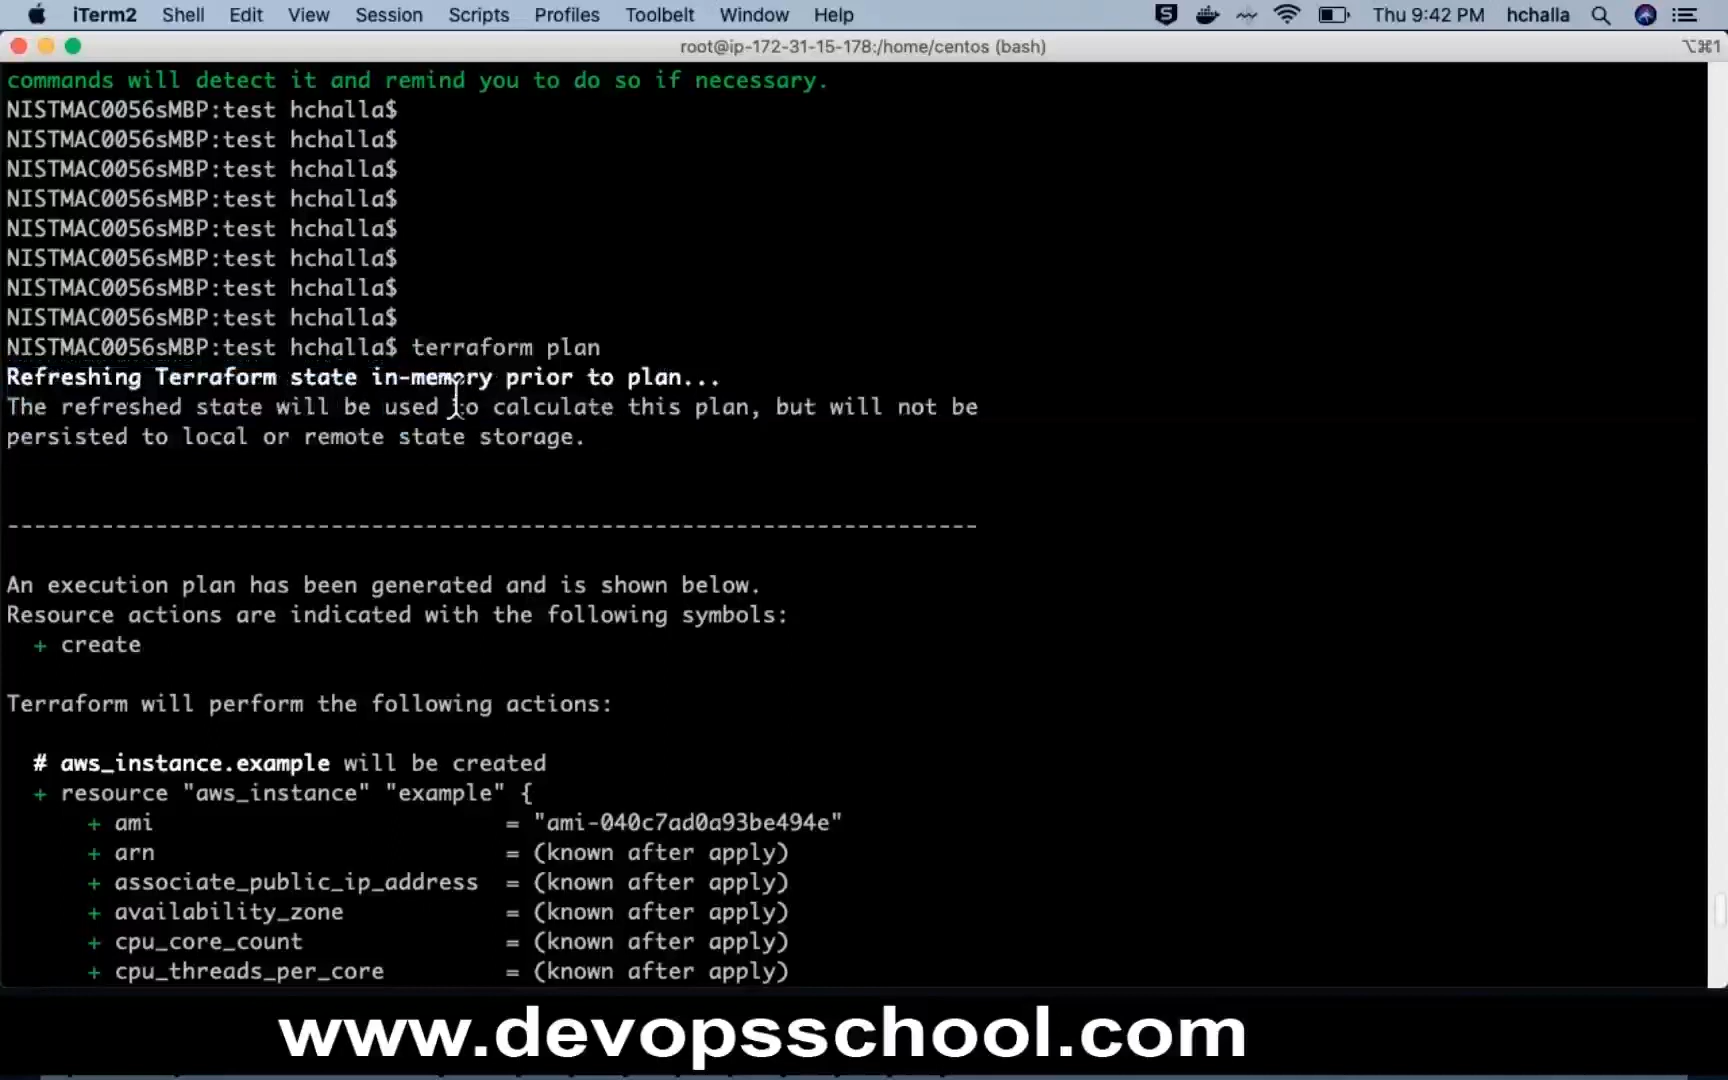 iTerm2 Shell Edit View Session Scripts Profiles Toolbelt Window Help Thu 9:42 PM hchalla
root@ip-172-31-15-178:/home/centos (bash) ⌥⌘1
commands will detect it and remind you to do so if necessary.
NISTMAC0056sMBP:test hchalla$
NISTMAC0056sMBP:test hchalla$
NISTMAC0056sMBP:test hchalla$
NISTMAC0056sMBP:test hchalla$
NISTMAC0056sMBP:test hchalla$
NISTMAC0056sMBP:test hchalla$
NISTMAC0056sMBP:test hchalla$
NISTMAC0056sMBP:test hchalla$
NISTMAC0056sMBP:test hchalla$ terraform plan
Refreshing Terraform state in-memory prior to plan...
The refreshed state will be used to calculate this plan, but will not be
persisted to local or remote state storage.
------------------------------------------------------------------------
An execution plan has been generated and is shown below.
Resource actions are indicated with the following symbols:
+ create
Terraform will perform the following actions:
# aws_instance.example will be created
+ resource "aws_instance" "example" {
+ ami = "ami-040c7ad0a93be494e"
+ arn = (known after apply)
+ associate_public_ip_address = (known after apply)
+ availability_zone = (known after apply)
+ cpu_core_count = (known after apply)
+ cpu_threads_per_core = (known after apply)
www.devopsschool.com